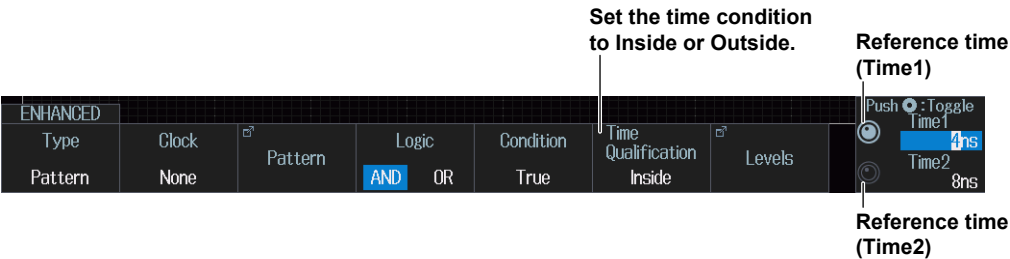 Set the time condition
to Inside or Outside.
Reference time
(Time1)
ENHANCED
Type
Pattern
Clock
None
Pattern
Logic
AND OR
Condition
True
Time
Qualification
Inside
Levels
Push :Toggle
Time1
4ns
Time2
8ns
Reference time
(Time2)